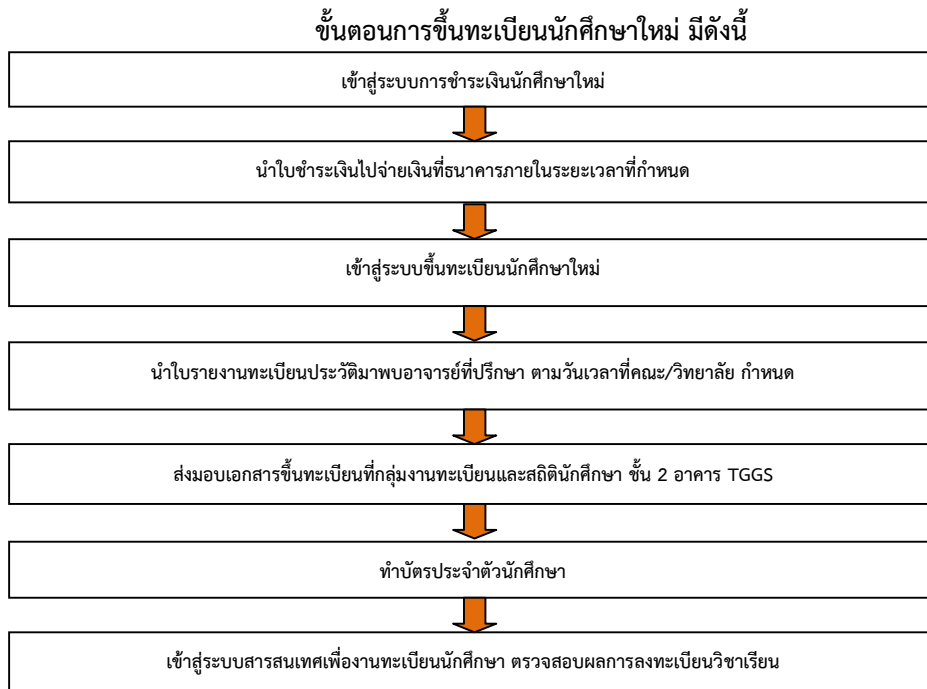 ขั้นตอนการขึ้นทะเบียนนักศึกษาใหม่ มีดังนี้
เข้าสู่ระบบการชำระเงินนักศึกษาใหม่
นำใบชำระเงินไปจ่ายเงินที่ธนาคารภายในระยะเวลาที่กำหนด
เข้าสู่ระบบขึ้นทะเบียนนักศึกษาใหม่
นำใบรายงานทะเบียนประวัติมาพบอาจารย์ที่ปรึกษา ตามวันเวลาที่คณะ/วิทยาลัย กำหนด
ส่งมอบเอกสารขึ้นทะเบียนที่กลุ่มงานทะเบียนและสถิตินักศึกษา ชั้น 2 อาคาร TGGS
ทำบัตรประจำตัวนักศึกษา
เข้าสู่ระบบสารสนเทศเพื่องานทะเบียนนักศึกษา ตรวจสอบผลการลงทะเบียนวิชาเรียน